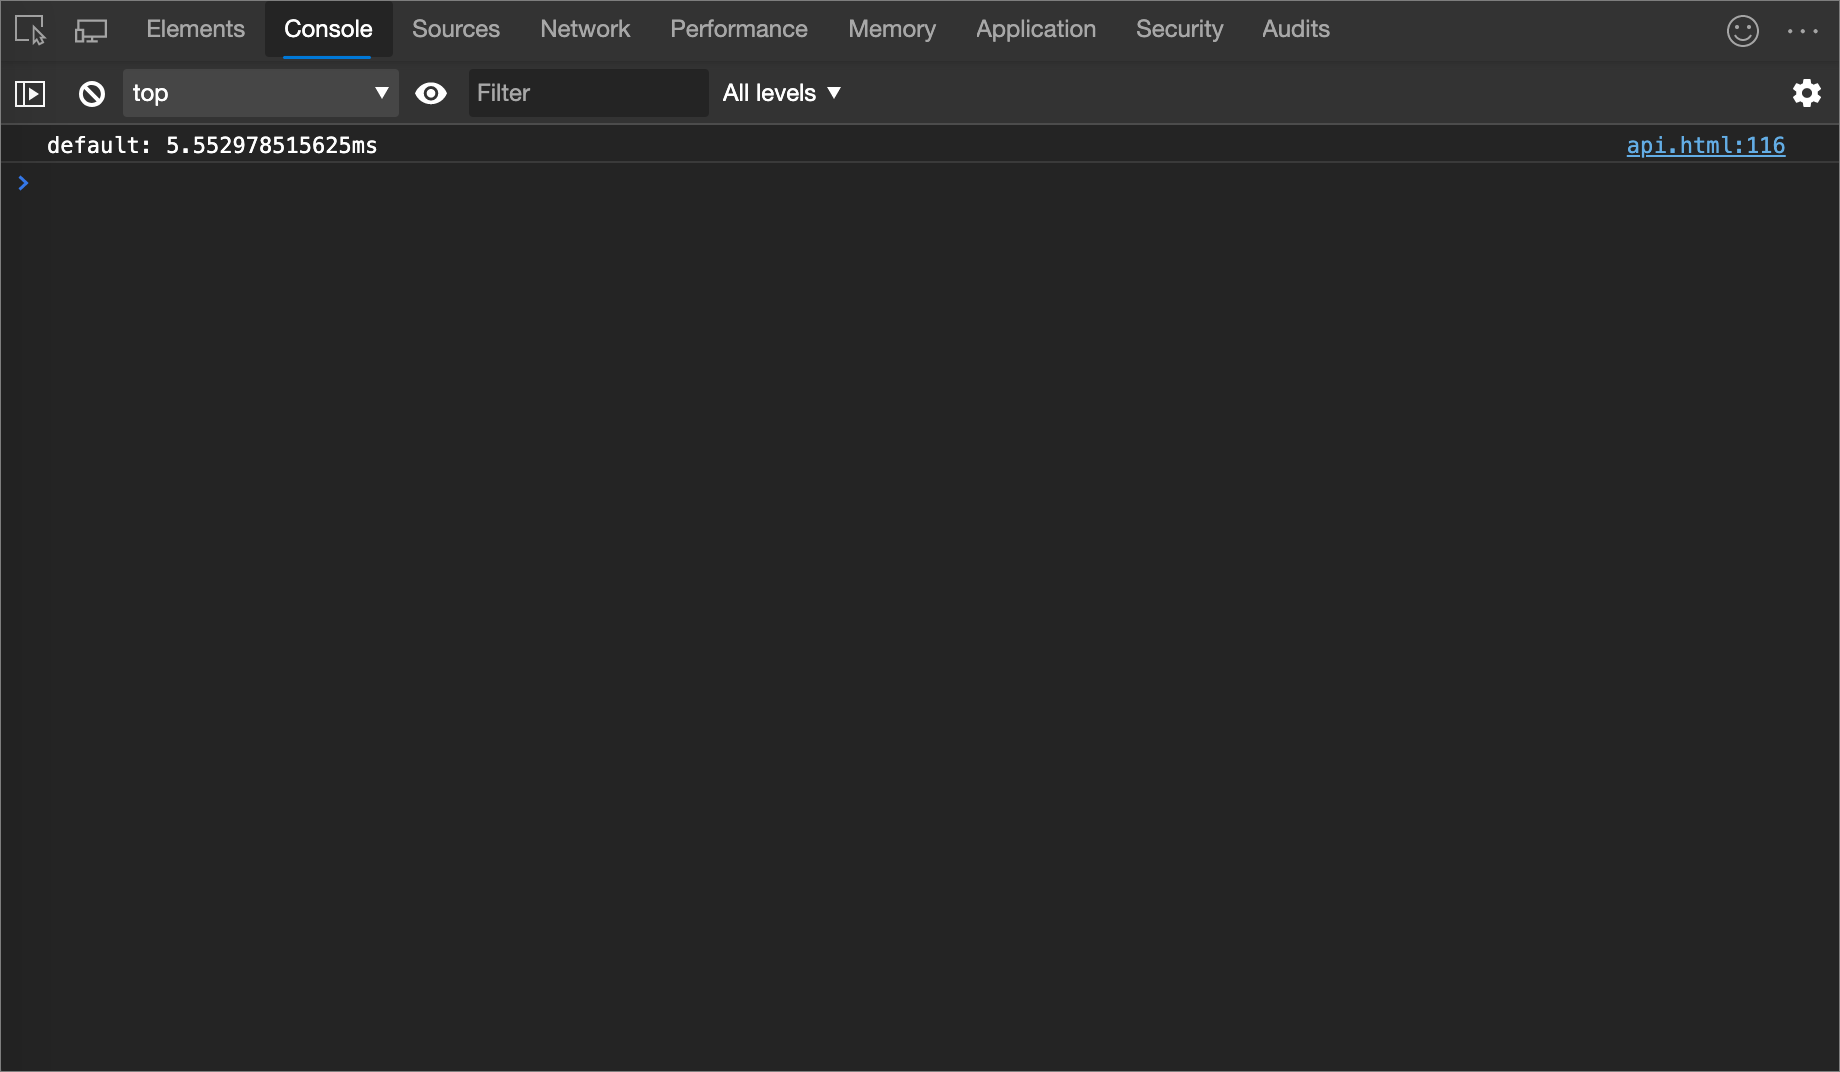 Elements Console Sources Network Performance Memory Application Security Audits
top Filter All levels
default: 5.552978515625ms api.html:116